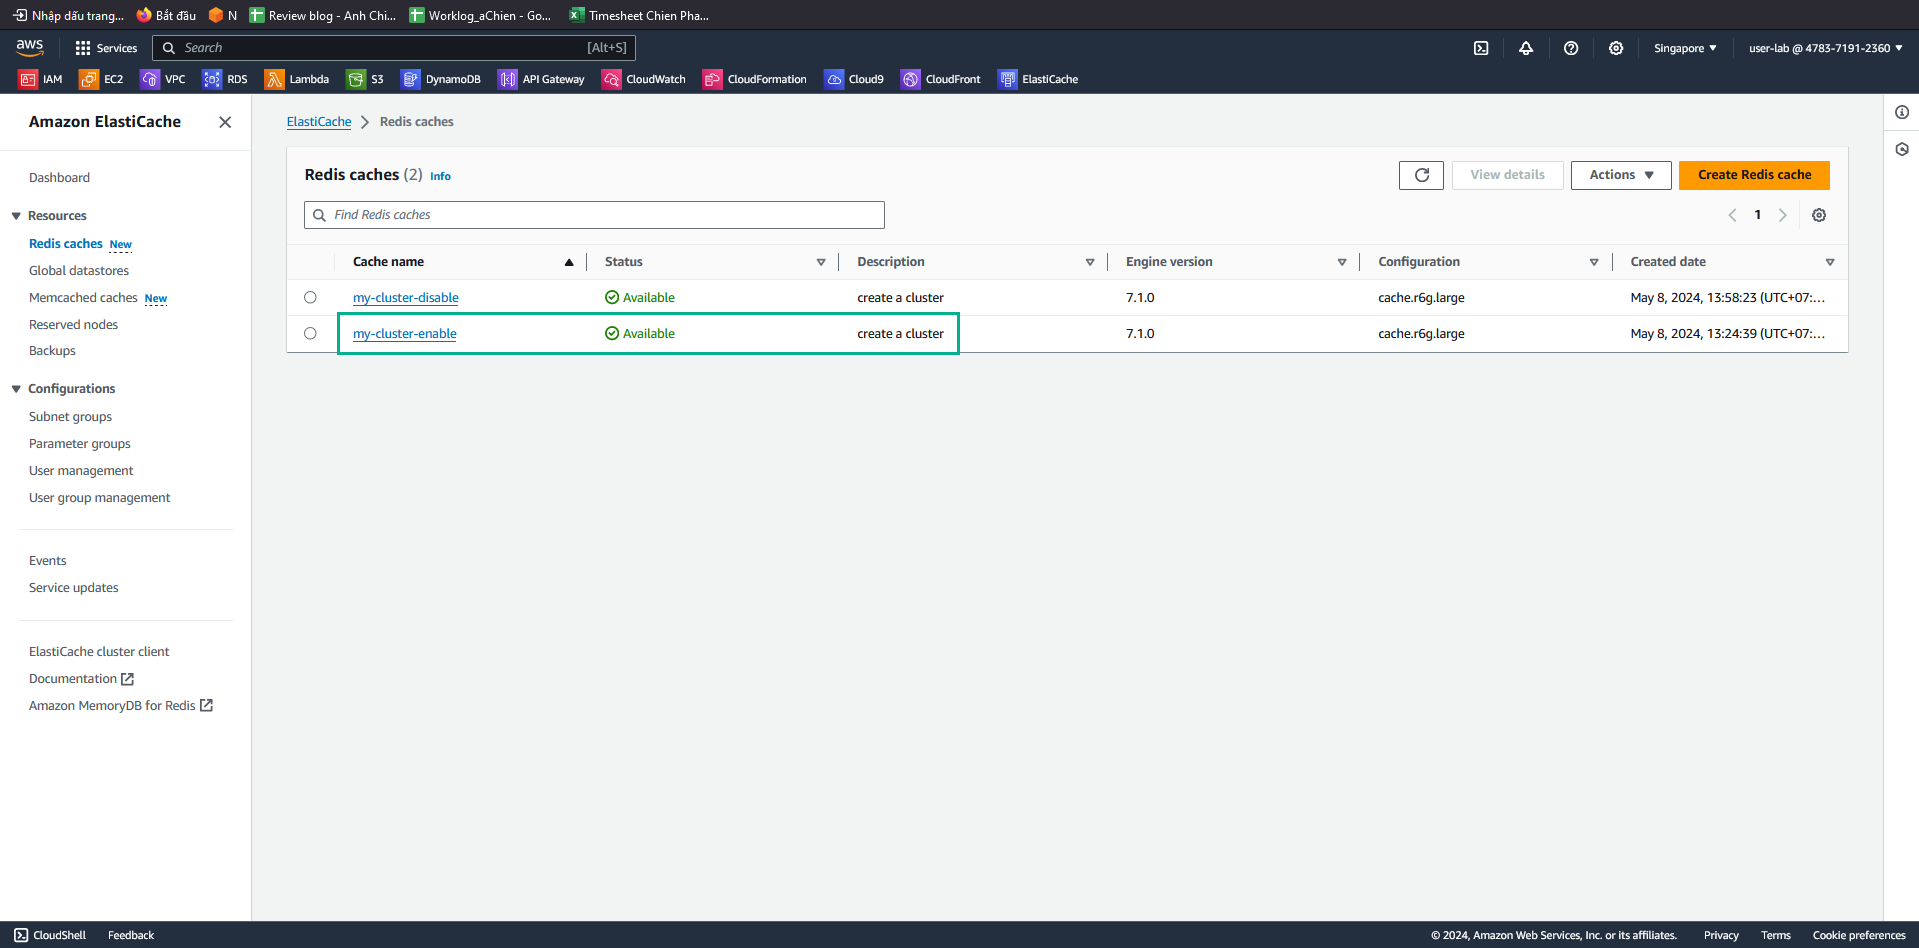 Nhập dấu trang... Bắt đầu N Review blog - Anh Chi... Worklog_aChien - Go... Timesheet Chien Pha...
aws Services Search [Alt+S] Singapore user-lab @ 4783-7191-2360
IAM EC2 VPC RDS Lambda S3 DynamoDB API Gateway CloudWatch CloudFormation Cloud9 CloudFront ElastiCache
Amazon ElastiCache
Dashboard
Resources
Redis caches New
Global datastores
Memcached caches New
Reserved nodes
Backups
Configurations
Subnet groups
Parameter groups
User management
User group management
Events
Service updates
ElastiCache cluster client
Documentation
Amazon MemoryDB for Redis
ElastiCache Redis caches
Redis caches (2) Info View details Actions Create Redis cache
Find Redis caches 1
Cache name Status Description Engine version Configuration Created date
my-cluster-disable Available create a cluster 7.1.0 cache.r6g.large May 8, 2024, 13:58:23 (UTC+07:...
my-cluster-enable Available create a cluster 7.1.0 cache.r6g.large May 8, 2024, 13:24:39 (UTC+07:...
CloudShell Feedback © 2024, Amazon Web Services, Inc. or its affiliates. Privacy Terms Cookie preferences